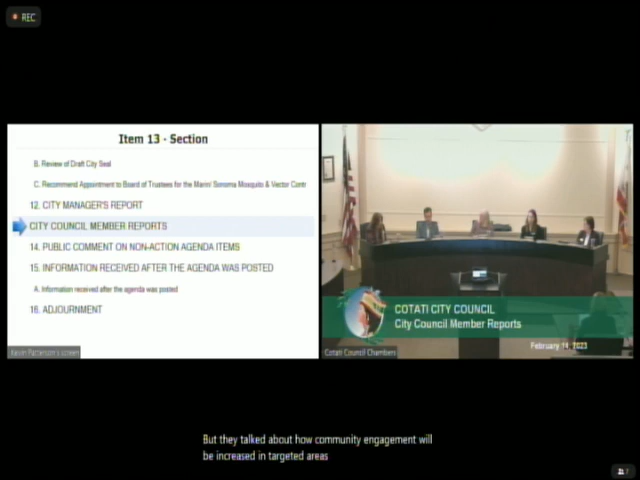 REC
Item 13 - Section
B. Review of Draft City Seal
C. Recommend Appointment to Board of Trustees for the Marin/ Sonoma Mosquito & Vector Contr
12. CITY MANAGER'S REPORT
CITY COUNCIL MEMBER REPORTS
14. PUBLIC COMMENT ON NON-ACTION AGENDA ITEMS
15. INFORMATION RECEIVED AFTER THE AGENDA WAS POSTED
A. Information received after the agenda was posted
16. ADJOURNMENT
Kevin Patterson's screen
COTATI CITY COUNCIL
City Council Member Reports
February 14, 2023
Cotati Council Chambers
But they talked about how community engagement will
be increased in targeted areas
7